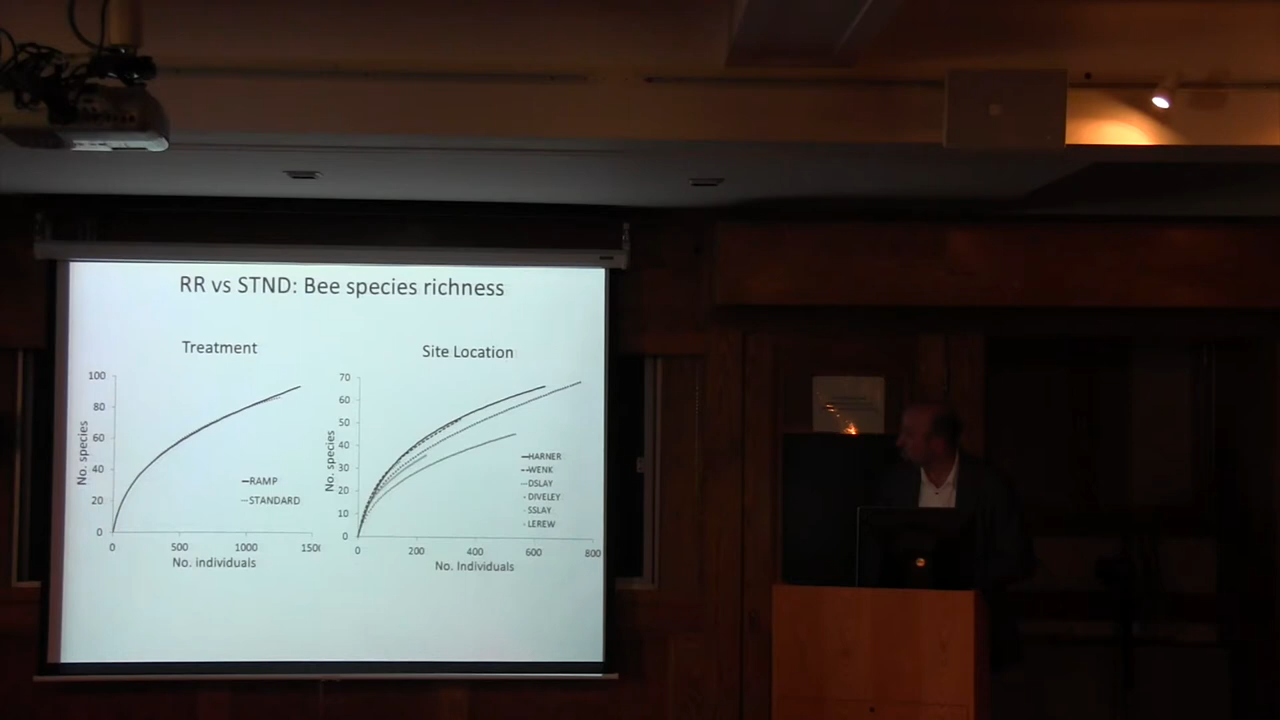 RR vs STND: Bee species richness
Treatment
100
80
60
40
20
0
No. species
0
500
1000
150
No. individuals
RAMP
STANDARD
Site Location
70
60
50
40
30
20
10
0
No. species
0
200
400
600
800
No. Individuals
HARNER
WENK
DSLAY
DIVELEY
SSLAY
LEREW